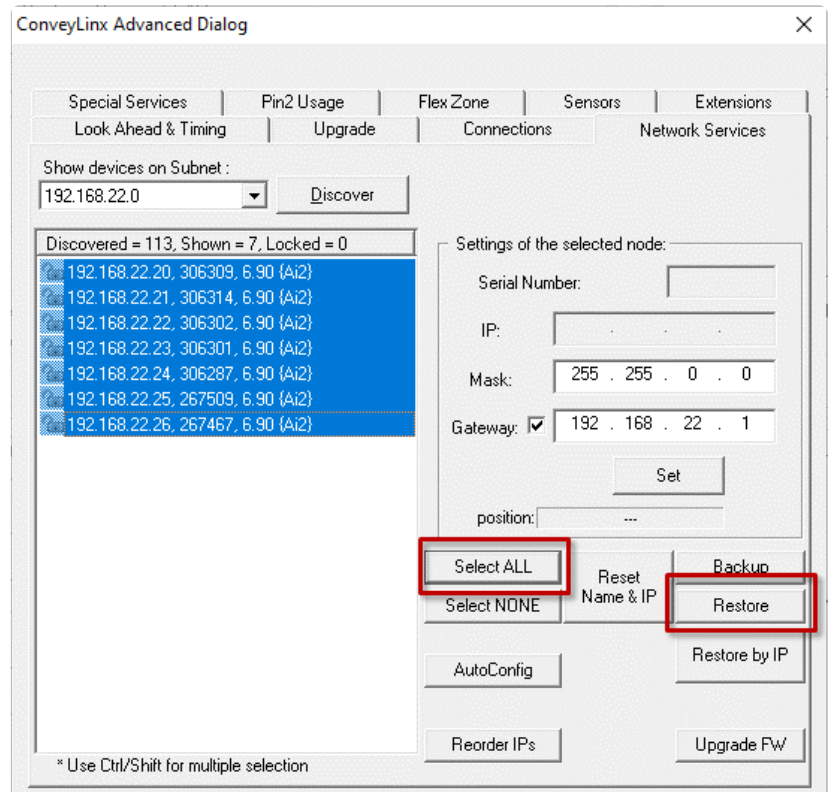 ConveyLinx Advanced Dialog
Special Services Pin2 Usage Flex Zone Sensors Extensions
Look Ahead & Timing Upgrade Connections Network Services
Show devices on Subnet :
192.168.22.0 Discover
Discovered = 113, Shown = 7, Locked = 0
192.168.22.20, 306309, 6.90 {Ai2}
192.168.22.21, 306314, 6.90 {Ai2}
192.168.22.22, 306302, 6.90 {Ai2}
192.168.22.23, 306301, 6.90 {Ai2}
192.168.22.24, 306287, 6.90 {Ai2}
192.168.22.25, 267509, 6.90 {Ai2}
192.168.22.26, 267467, 6.90 {Ai2}
* Use Ctrl/Shift for multiple selection
Settings of the selected node:
Serial Number:
IP: . . .
Mask: 255 . 255 . 0 . 0
Gateway: 192 . 168 . 22 . 1
Set
position: ---
Select ALL
Select NONE
Reset
Name & IP
Backup
Restore
AutoConfig
Restore by IP
Reorder IPs
Upgrade FW